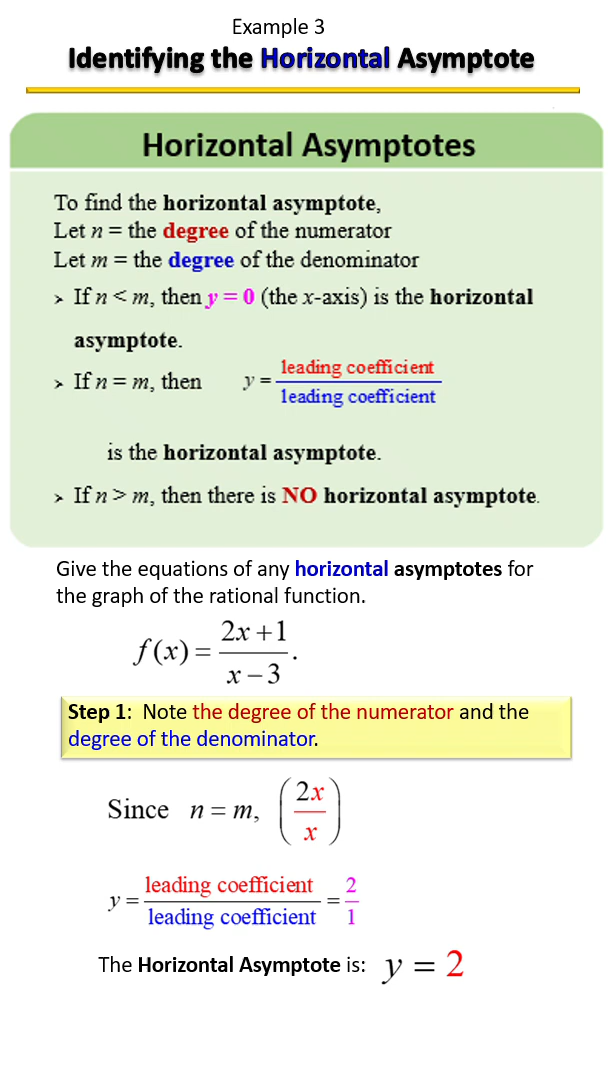 Example 3
Identifying the Horizontal Asymptote
Horizontal Asymptotes
To find the horizontal asymptote,
Let n = the degree of the numerator
Let m = the degree of the denominator
➢ If n < m, then y = 0 (the x-axis) is the horizontal
asymptote.
➢ If n = m, then y = leading coefficient / leading coefficient
is the horizontal asymptote.
➢ If n > m, then there is NO horizontal asymptote.
Give the equations of any horizontal asymptotes for
the graph of the rational function.
f(x) = (2x + 1) / (x − 3).
Step 1: Note the degree of the numerator and the
degree of the denominator.
Since n = m, (2x / x)
y = leading coefficient / leading coefficient = 2 / 1
The Horizontal Asymptote is: y = 2